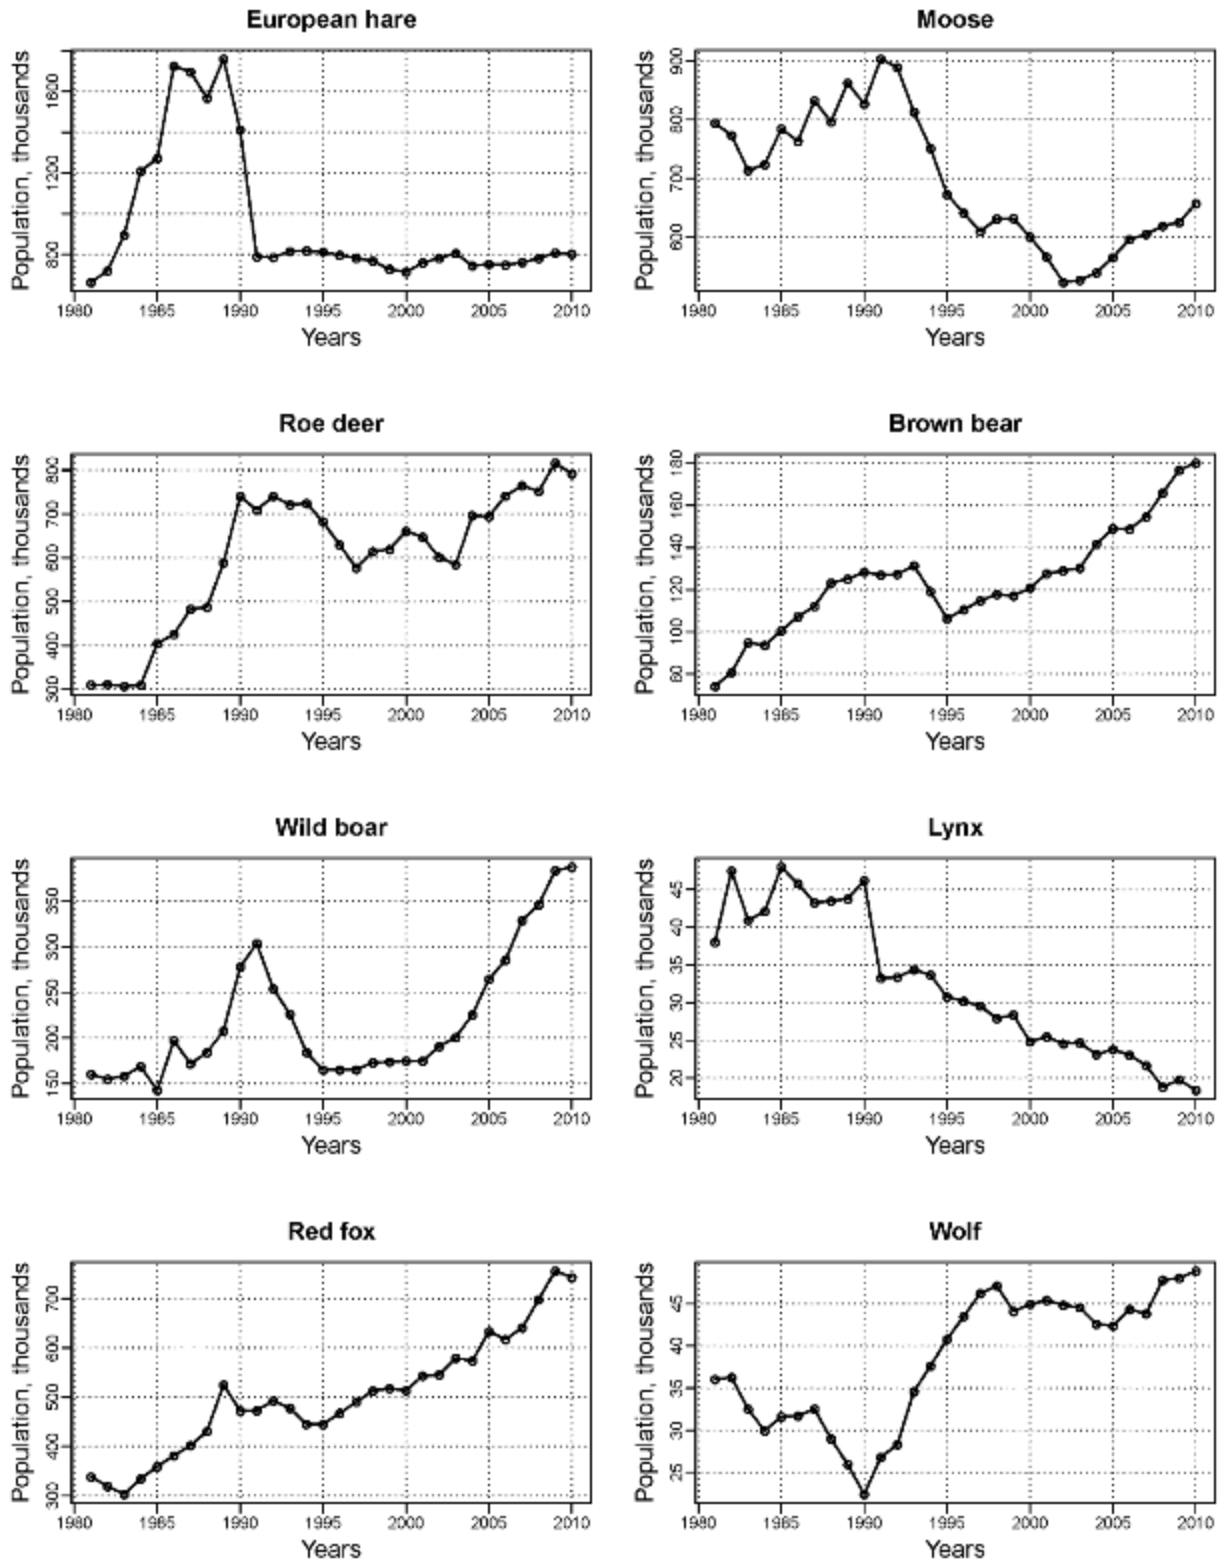 European hare
Population, thousands
1600
1200
800
1980 1985 1990 1995 2000 2005 2010
Years
Moose
Population, thousands
900
800
700
600
1980 1985 1990 1995 2000 2005 2010
Years
Roe deer
Population, thousands
800
700
600
500
400
300
1980 1985 1990 1995 2000 2005 2010
Years
Brown bear
Population, thousands
180
160
140
120
100
80
1980 1985 1990 1995 2000 2005 2010
Years
Wild boar
Population, thousands
350
300
250
200
150
1980 1985 1990 1995 2000 2005 2010
Years
Lynx
Population, thousands
45
40
35
30
25
20
1980 1985 1990 1995 2000 2005 2010
Years
Red fox
Population, thousands
700
600
500
400
300
1980 1985 1990 1995 2000 2005 2010
Years
Wolf
Population, thousands
45
40
35
30
25
1980 1985 1990 1995 2000 2005 2010
Years